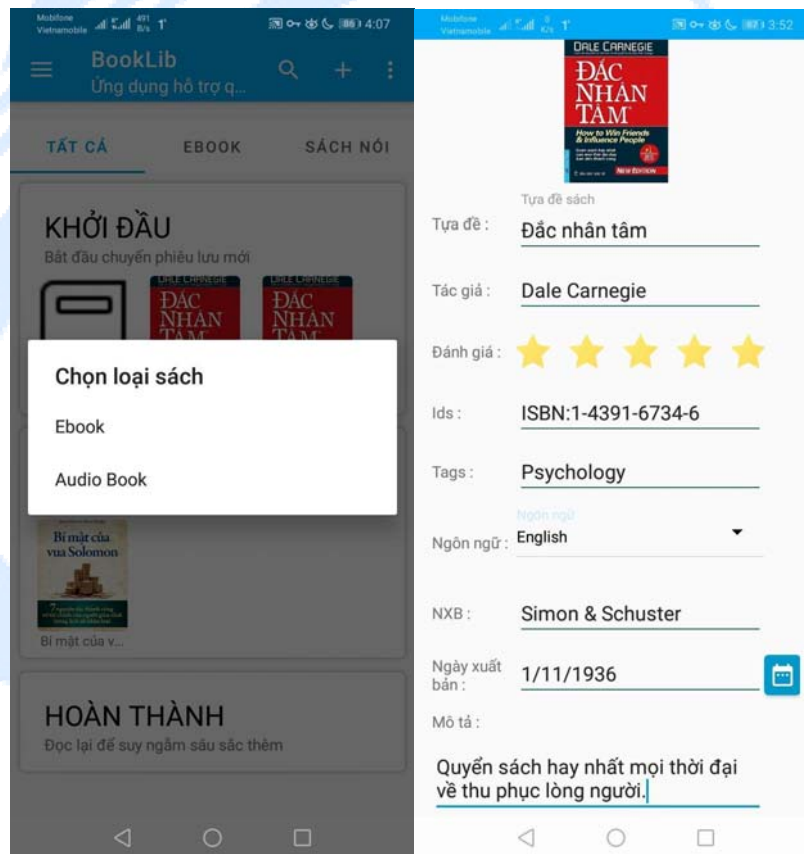 Mobifone
Vietnamobile
491
B/s
86
4:07
BookLib
Ứng dụng hỗ trợ q...
TẤT CẢ
EBOOK
SÁCH NÓI
KHỞI ĐẦU
Bắt đầu chuyến phiêu lưu mới
DALE CARNEGIE
ĐẮC
NHÂN
TÂM
DALE CARNEGIE
ĐẮC
NHÂN
TÂM
Chọn loại sách
Ebook
Audio Book
Bí mật của
vua Solomon
Bí mật của v...
HOÀN THÀNH
Đọc lại để suy ngẫm sâu sắc thêm
Mobifone
Vietnamobile
0
K/s
87
3:52
DALE CARNEGIE
ĐẮC
NHÂN
TÂM
How to Win Friends
& Influence People
NEW EDITION
Tựa đề sách
Tựa đề :
Đắc nhân tâm
Tác giả :
Dale Carnegie
Đánh giá :
Ids :
ISBN:1-4391-6734-6
Tags :
Psychology
Ngôn ngữ
Ngôn ngữ :
English
NXB :
Simon & Schuster
Ngày xuất
bản :
1/11/1936
Mô tả :
Quyển sách hay nhất mọi thời đại
về thu phục lòng người.